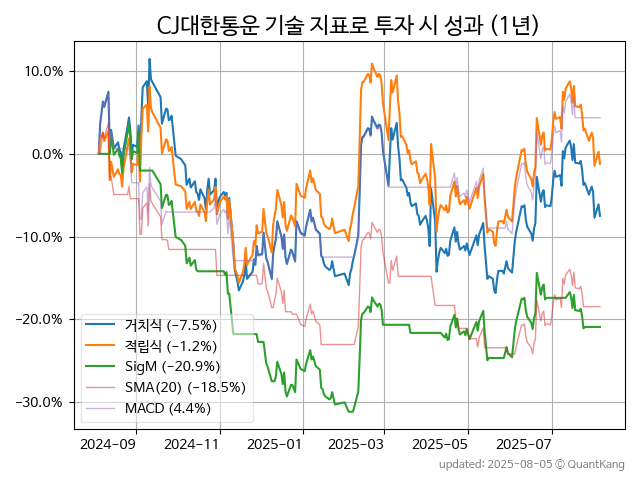 CJ대한통운 기술 지표로 투자 시 성과 (1년)
10.0%
0.0%
−10.0%
−20.0%
−30.0%
거치식 (−7.5%)
적립식 (−1.2%)
SigM (−20.9%)
SMA(20) (−18.5%)
MACD (4.4%)
2024-09 2024-11 2025-01 2025-03 2025-05 2025-07
updated: 2025-08-05 ⓒ QuantKang